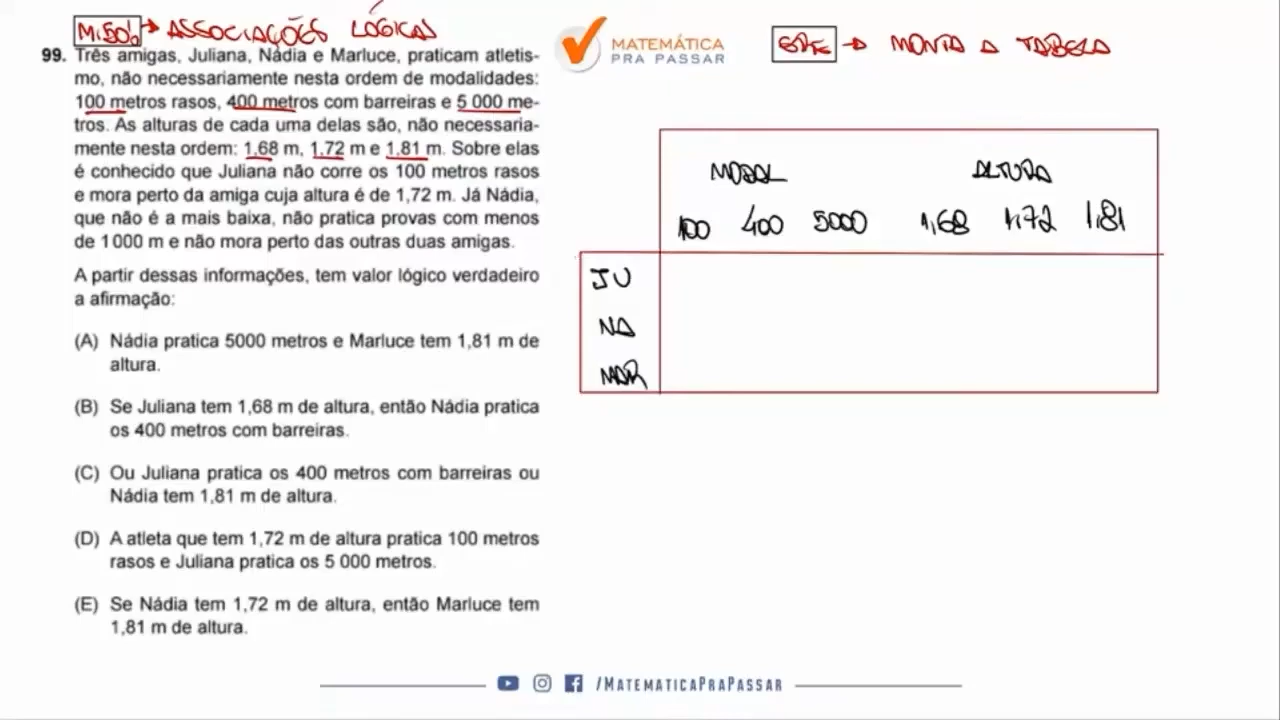 M.50% → ASSOCIAÇÕES LÓGICAS
99. Três amigas, Juliana, Nádia e Marluce, praticam atletis-
mo, não necessariamente nesta ordem de modalidades:
100 metros rasos, 400 metros com barreiras e 5 000 me-
tros. As alturas de cada uma delas são, não necessaria-
mente nesta ordem: 1,68 m, 1,72 m e 1,81 m. Sobre elas
é conhecido que Juliana não corre os 100 metros rasos
e mora perto da amiga cuja altura é de 1,72 m. Já Nádia,
que não é a mais baixa, não pratica provas com menos
de 1 000 m e não mora perto das outras duas amigas.
A partir dessas informações, tem valor lógico verdadeiro
a afirmação:
(A) Nádia pratica 5000 metros e Marluce tem 1,81 m de
altura.
(B) Se Juliana tem 1,68 m de altura, então Nádia pratica
os 400 metros com barreiras.
(C) Ou Juliana pratica os 400 metros com barreiras ou
Nádia tem 1,81 m de altura.
(D) A atleta que tem 1,72 m de altura pratica 100 metros
rasos e Juliana pratica os 5 000 metros.
(E) Se Nádia tem 1,72 m de altura, então Marluce tem
1,81 m de altura.
MATEMÁTICA
PRA PASSAR
→ MONTA A TABELA
MODAL ALTURA
100 400 5000 1,68 1,72 1,81
JU
NA
MAR
/MATEMATICAPRAPASSAR